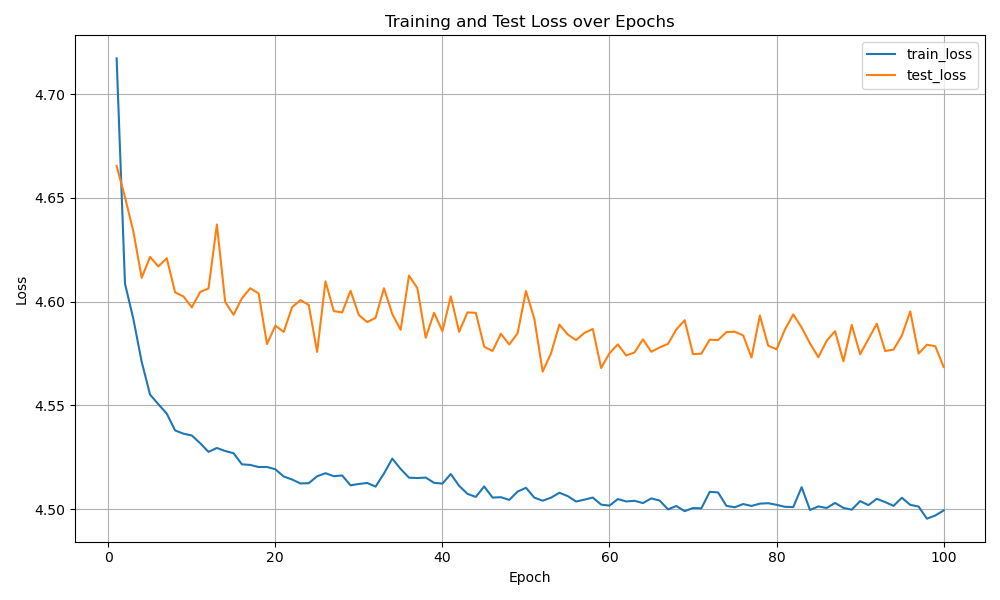 Training and Test Loss over Epochs
train_loss
test_loss
4.70
4.65
4.60
4.55
4.50
Loss
0 20 40 60 80 100
Epoch